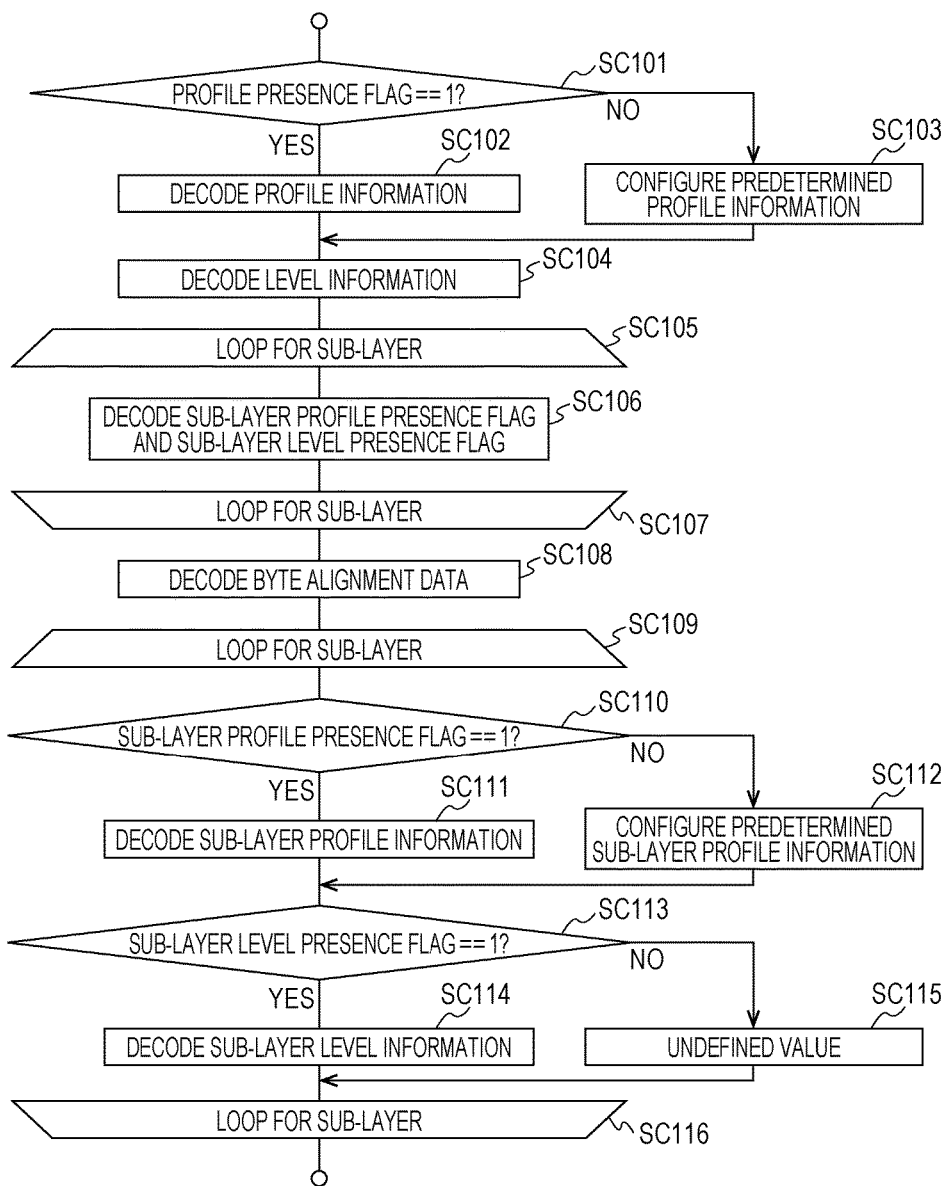 SC101
PROFILE PRESENCE FLAG == 1?
NO
YES
SC102
SC103
DECODE PROFILE INFORMATION
CONFIGURE PREDETERMINED
PROFILE INFORMATION
SC104
DECODE LEVEL INFORMATION
SC105
LOOP FOR SUB-LAYER
SC106
DECODE SUB-LAYER PROFILE PRESENCE FLAG
AND SUB-LAYER LEVEL PRESENCE FLAG
LOOP FOR SUB-LAYER
SC107
SC108
DECODE BYTE ALIGNMENT DATA
SC109
LOOP FOR SUB-LAYER
SC110
SUB-LAYER PROFILE PRESENCE FLAG == 1?
NO
YES
SC111
SC112
DECODE SUB-LAYER PROFILE INFORMATION
CONFIGURE PREDETERMINED
SUB-LAYER PROFILE INFORMATION
SC113
SUB-LAYER LEVEL PRESENCE FLAG == 1?
NO
YES
SC114
SC115
DECODE SUB-LAYER LEVEL INFORMATION
UNDEFINED VALUE
LOOP FOR SUB-LAYER
SC116